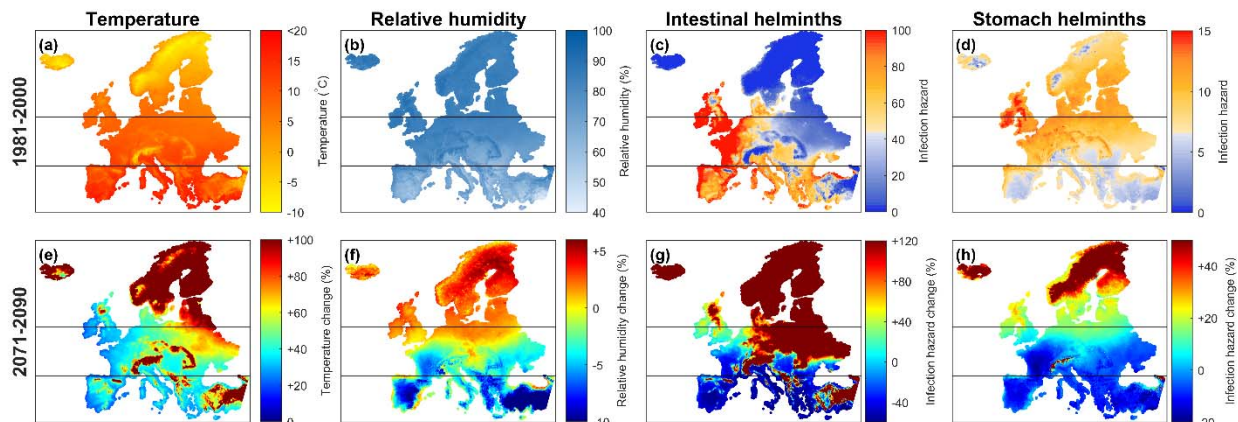 Temperature
Relative humidity
Intestinal helminths
Stomach helminths
1981-2000
(a)
<20
15
10
5
0
-5
-10
Temperature (°C)
(b)
100
90
80
70
60
50
40
Relative humidity (%)
(c)
100
80
60
40
20
0
Infection hazard
(d)
15
10
5
0
Infection hazard
2071-2090
(e)
+100
+80
+60
+40
+20
0
Temperature change (%)
(f)
+5
0
-5
-10
Relative humidity change (%)
(g)
+120
+60
0
-40
Infection hazard change (%)
(h)
+40
+20
0
-20
Infection hazard change (%)